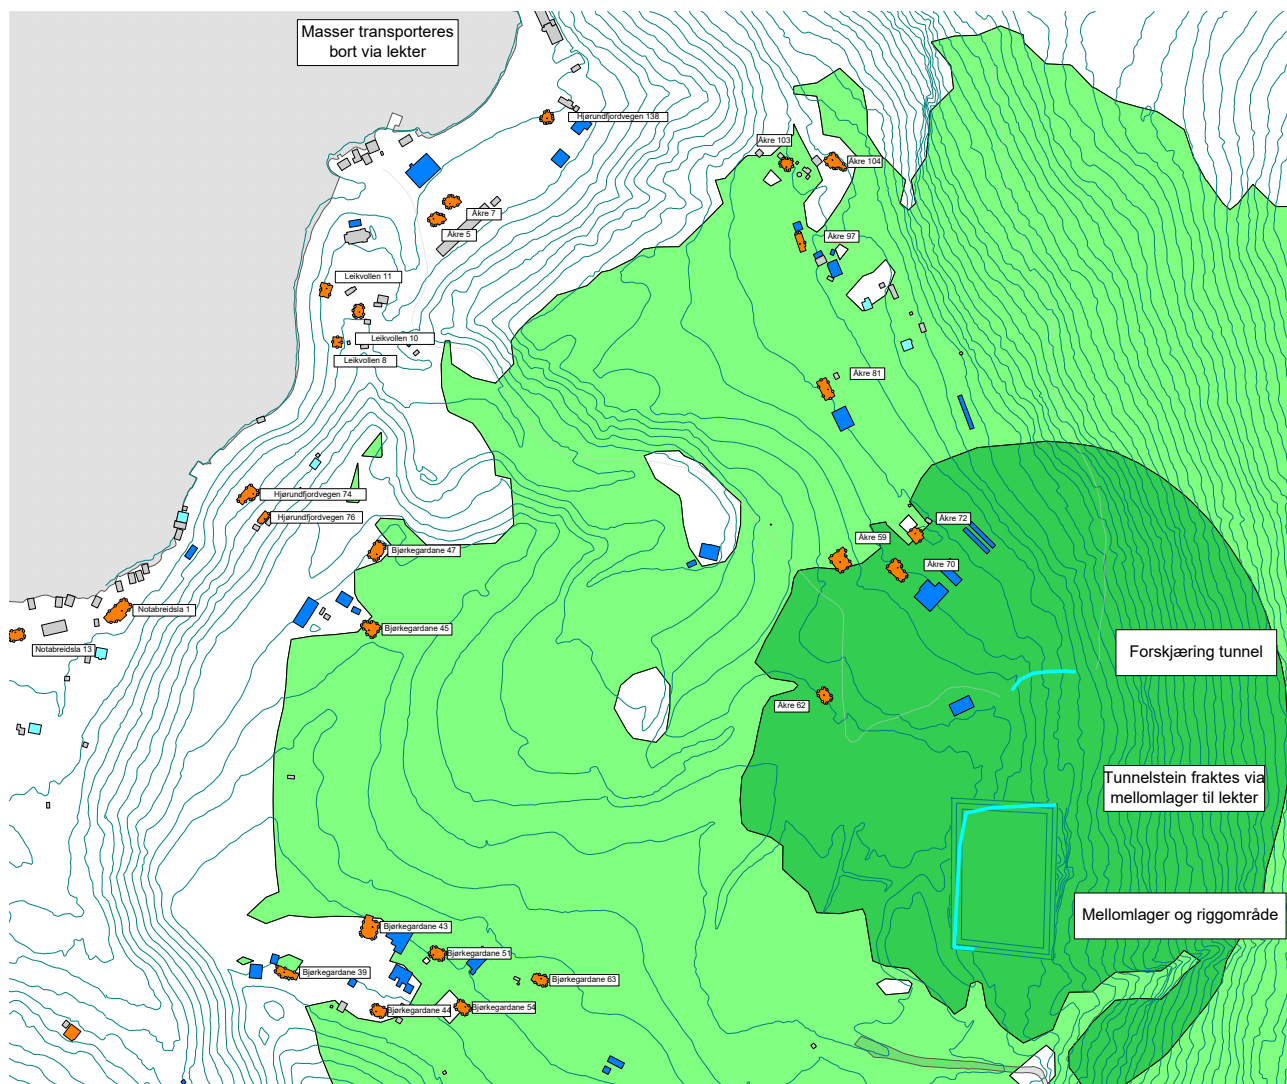 Masser transporteres
bort via lekter
Hjørundfjordvegen 138
Åkre 103
Åkre 104
Åkre 7
Åkre 5
Åkre 97
Leikvollen 11
Leikvollen 10
Leikvollen 8
Åkre 81
Hjørundfjordvegen 74
Hjørundfjordvegen 76
Åkre 72
Åkre 59
Bjørkegardane 47
Åkre 70
Notabreidsla 1
Bjørkegardane 45
Notabreidsla 13
Forskjæring tunnel
Åkre 62
Tunnelstein fraktes via
mellomlager til lekter
Mellomlager og riggområde
Bjørkegardane 43
Bjørkegardane 51
Bjørkegardane 39
Bjørkegardane 63
Bjørkegardane 44
Bjørkegardane 54